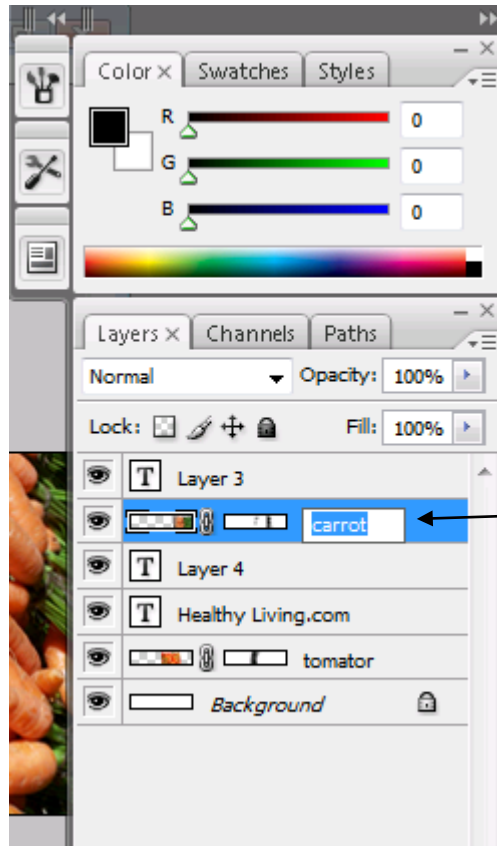 Color × Swatches Styles
R 0
G 0
B 0
Layers × Channels Paths
Normal Opacity: 100%
Lock: Fill: 100%
T Layer 3
carrot
T Layer 4
T Healthy Living.com
tomator
Background